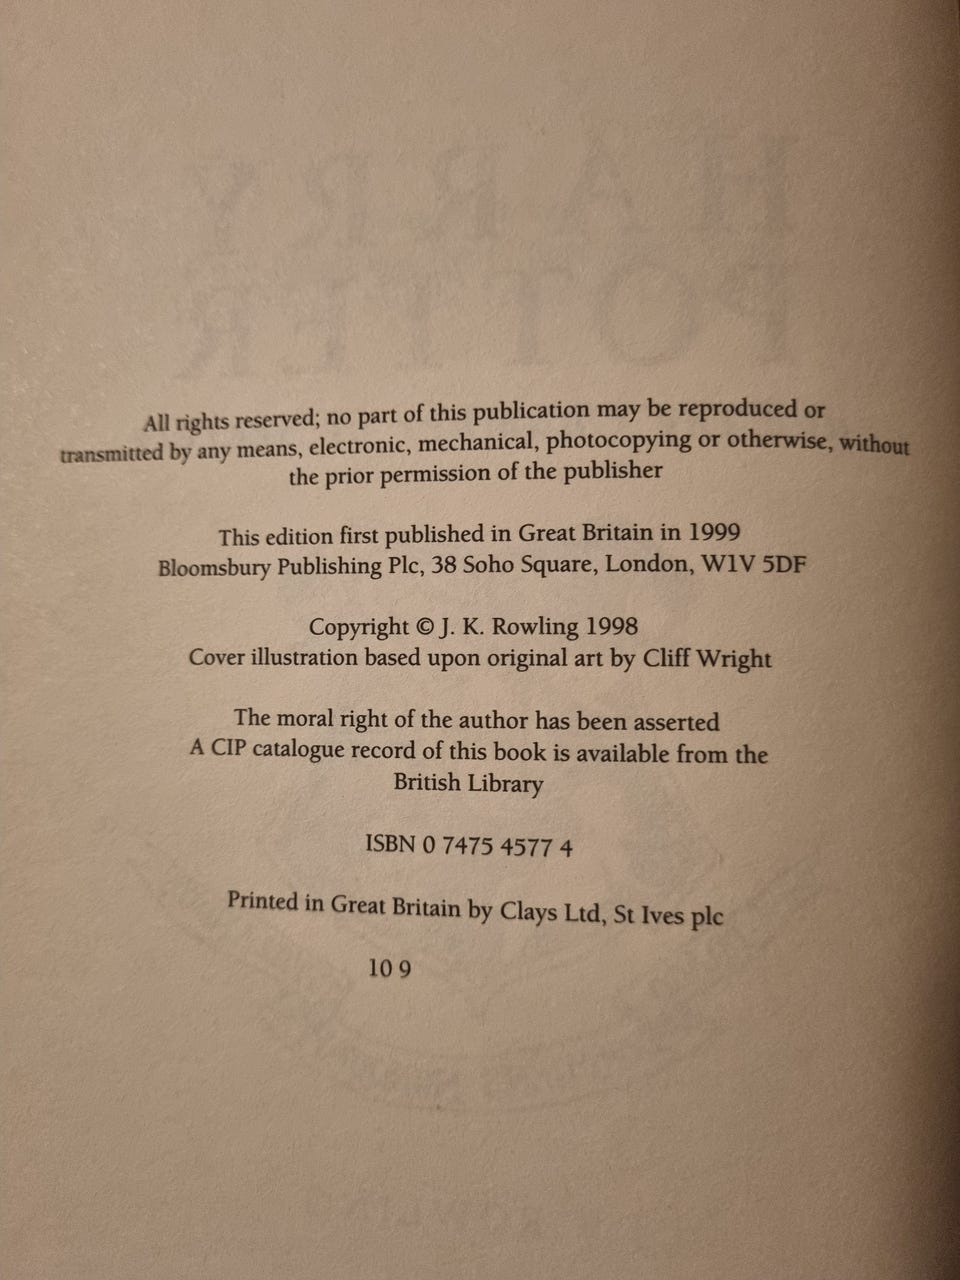 All rights reserved; no part of this publication may be reproduced or
transmitted by any means, electronic, mechanical, photocopying or otherwise, without
the prior permission of the publisher
This edition first published in Great Britain in 1999
Bloomsbury Publishing Plc, 38 Soho Square, London, W1V 5DF
Copyright © J. K. Rowling 1998
Cover illustration based upon original art by Cliff Wright
The moral right of the author has been asserted
A CIP catalogue record of this book is available from the
British Library
ISBN 0 7475 4577 4
Printed in Great Britain by Clays Ltd, St Ives plc
10 9